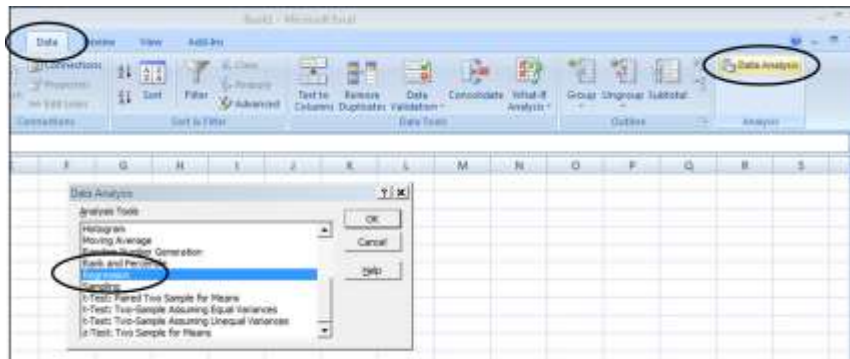 Book1 - Microsoft Excel
Data Review View Add-Ins
Connections Clear
Properties Reapply
Edit Links Sort Filter Advanced Text to Columns Remove Duplicates Data Validation Consolidate What-If Analysis Group Ungroup Subtotal Data Analysis
Connections Sort & Filter Data Tools Outline Analysis
F G H I J K L M N O P Q R S
Data Analysis
Analysis Tools
Histogram
Moving Average
Random Number Generation
Rank and Percentile
Regression
Sampling
t-Test: Paired Two Sample for Means
t-Test: Two-Sample Assuming Equal Variances
t-Test: Two-Sample Assuming Unequal Variances
z-Test: Two Sample for Means
OK
Cancel
Help